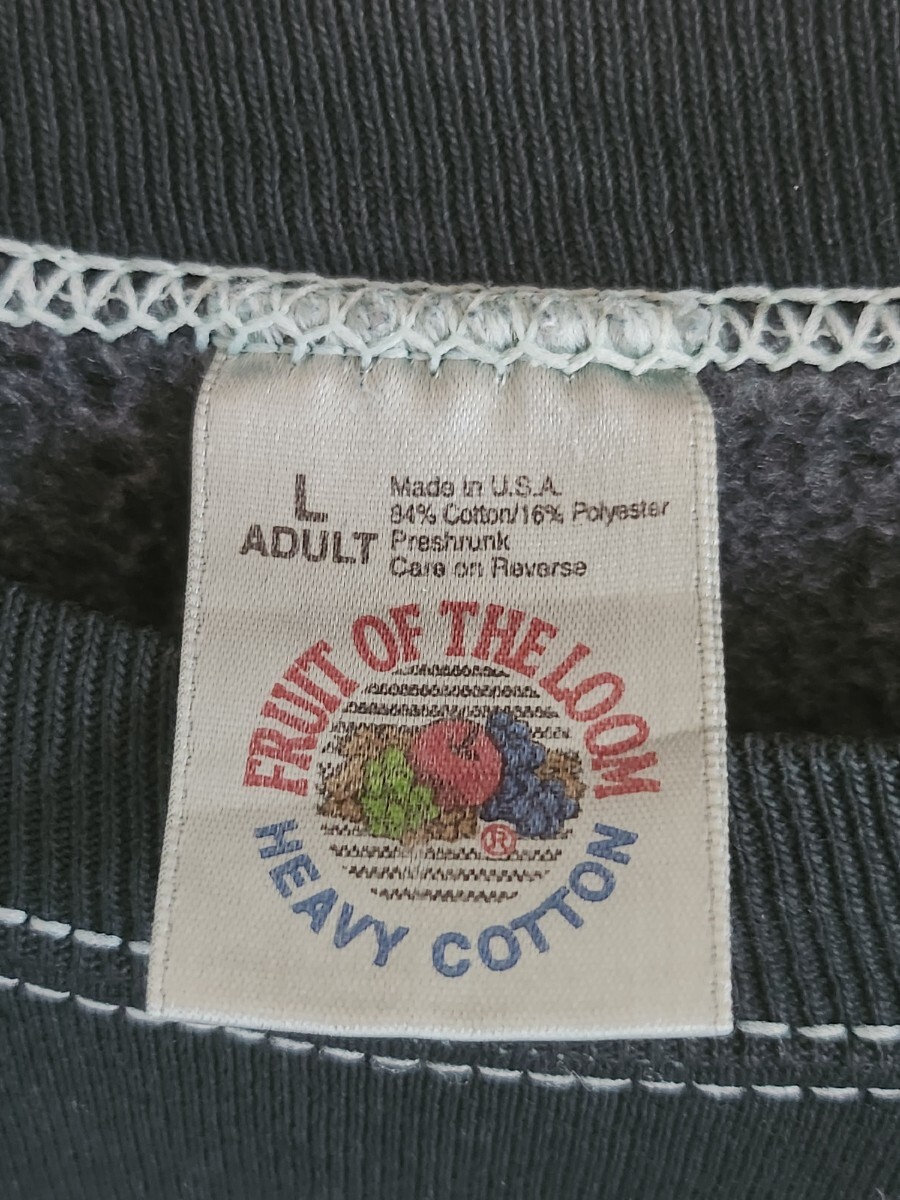 L
ADULT
Made in U.S.A.
84% Cotton/16% Polyester
Preshrunk
Care on Reverse
FRUIT OF THE LOOM
®
HEAVY COTTON